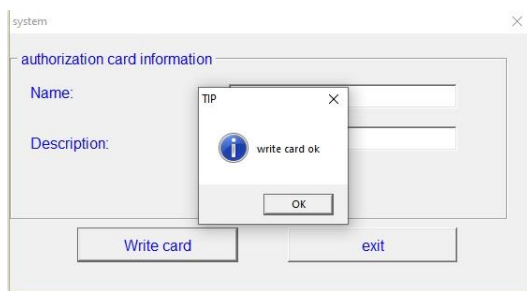 system
authorization card information
Name:
TIP
Description:
write card ok
OK
Write card
exit